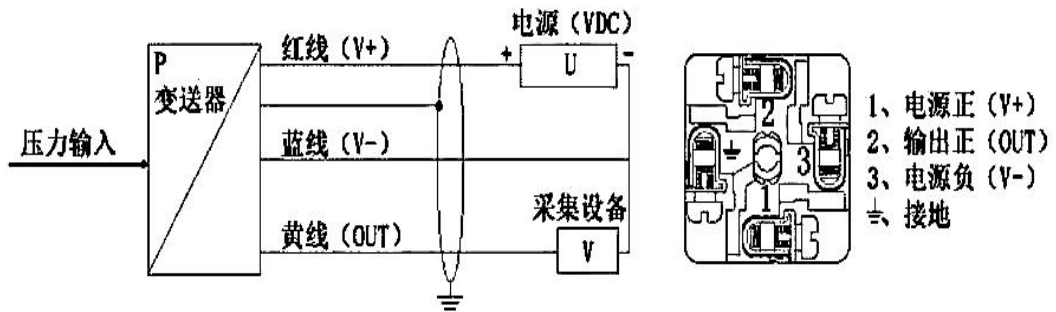 电源（VDC）
红线（V+）
+ U -
P
变送器
压力输入
蓝线（V-）
采集设备
黄线（OUT）
V
2
3
1
1、电源正（V+）
2、输出正（OUT）
3、电源负（V-）
⏚、接地